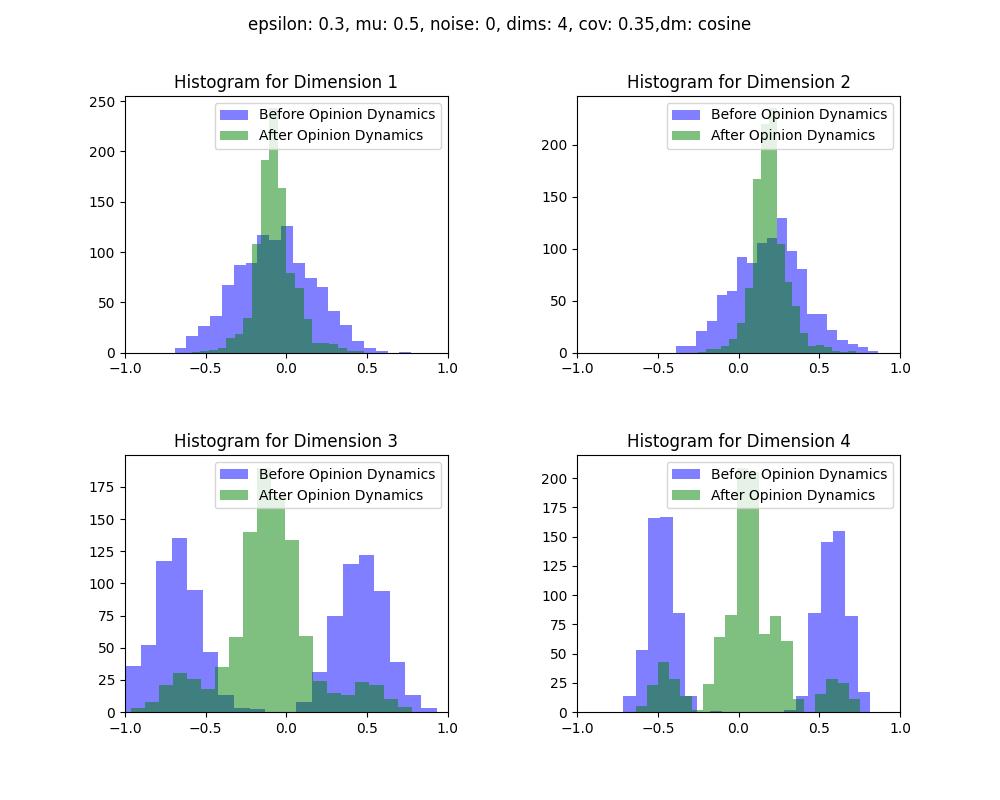 epsilon: 0.3, mu: 0.5, noise: 0, dims: 4, cov: 0.35,dm: cosine
Histogram for Dimension 1
Before Opinion Dynamics
After Opinion Dynamics
250
200
150
100
50
0
−1.0 −0.5 0.0 0.5 1.0
Histogram for Dimension 2
Before Opinion Dynamics
After Opinion Dynamics
200
150
100
50
0
−1.0 −0.5 0.0 0.5 1.0
Histogram for Dimension 3
Before Opinion Dynamics
After Opinion Dynamics
175
150
125
100
75
50
25
0
−1.0 −0.5 0.0 0.5 1.0
Histogram for Dimension 4
Before Opinion Dynamics
After Opinion Dynamics
200
175
150
125
100
75
50
25
0
−1.0 −0.5 0.0 0.5 1.0